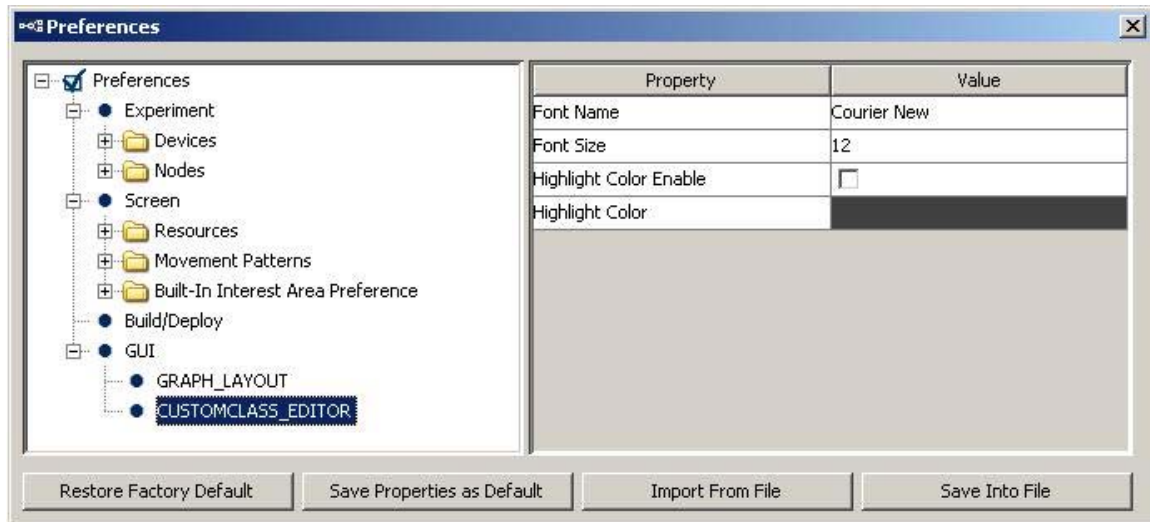 Preferences
Preferences
Experiment
Devices
Nodes
Screen
Resources
Movement Patterns
Built-In Interest Area Preference
Build/Deploy
GUI
GRAPH_LAYOUT
CUSTOMCLASS_EDITOR
Property Value
Font Name Courier New
Font Size 12
Highlight Color Enable
Highlight Color
Restore Factory Default Save Properties as Default Import From File Save Into File